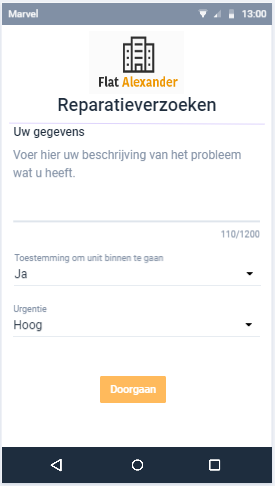 Marvel 13:00
Flat Alexander
Reparatieverzoeken
Uw gegevens
Voer hier uw beschrijving van het probleem
wat u heeft.
110/1200
Toestemming om unit binnen te gaan
Ja
Urgentie
Hoog
Doorgaan